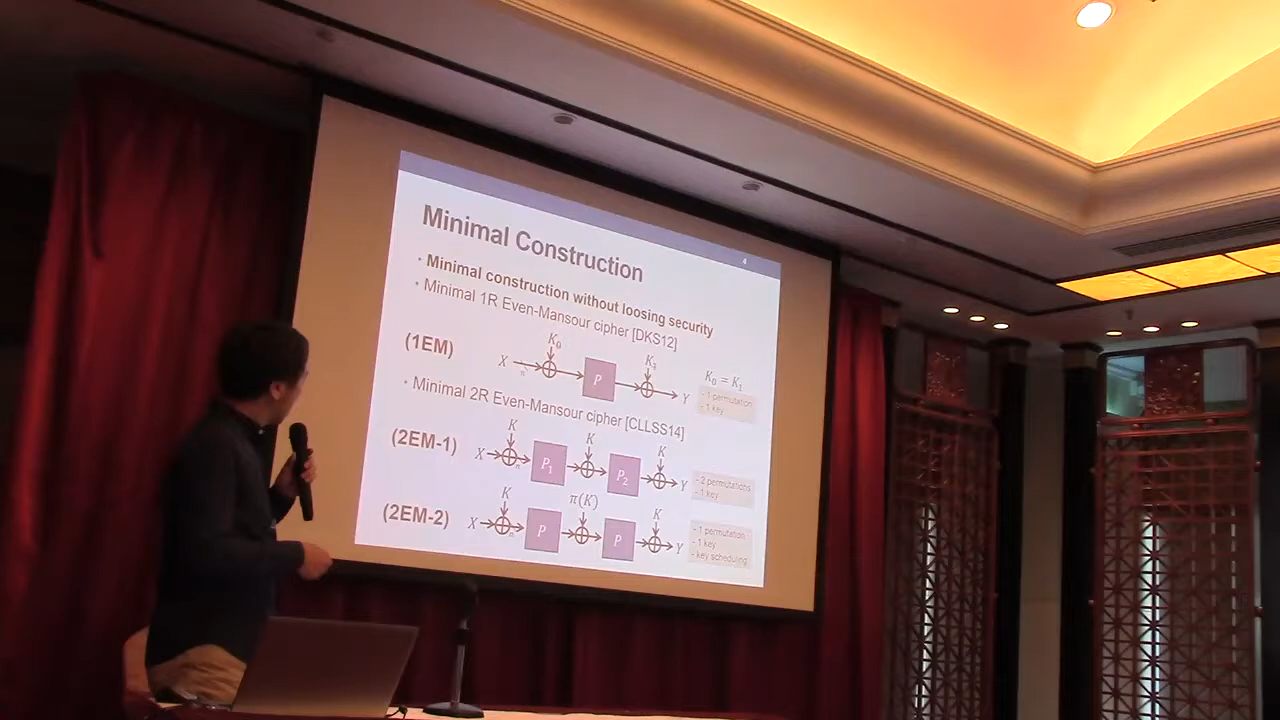 4
Minimal Construction
• Minimal construction without loosing security
• Minimal 1R Even-Mansour cipher [DKS12]
(1EM)
X n K₀ P K₁ Y
K₀ = K₁
- 1 permutation
- 1 key
• Minimal 2R Even-Mansour cipher [CLLSS14]
(2EM-1)
X n K P₁ K P₂ K Y
- 2 permutations
- 1 key
(2EM-2)
X n K P π(K) P K Y
- 1 permutation
- 1 key
- key scheduling